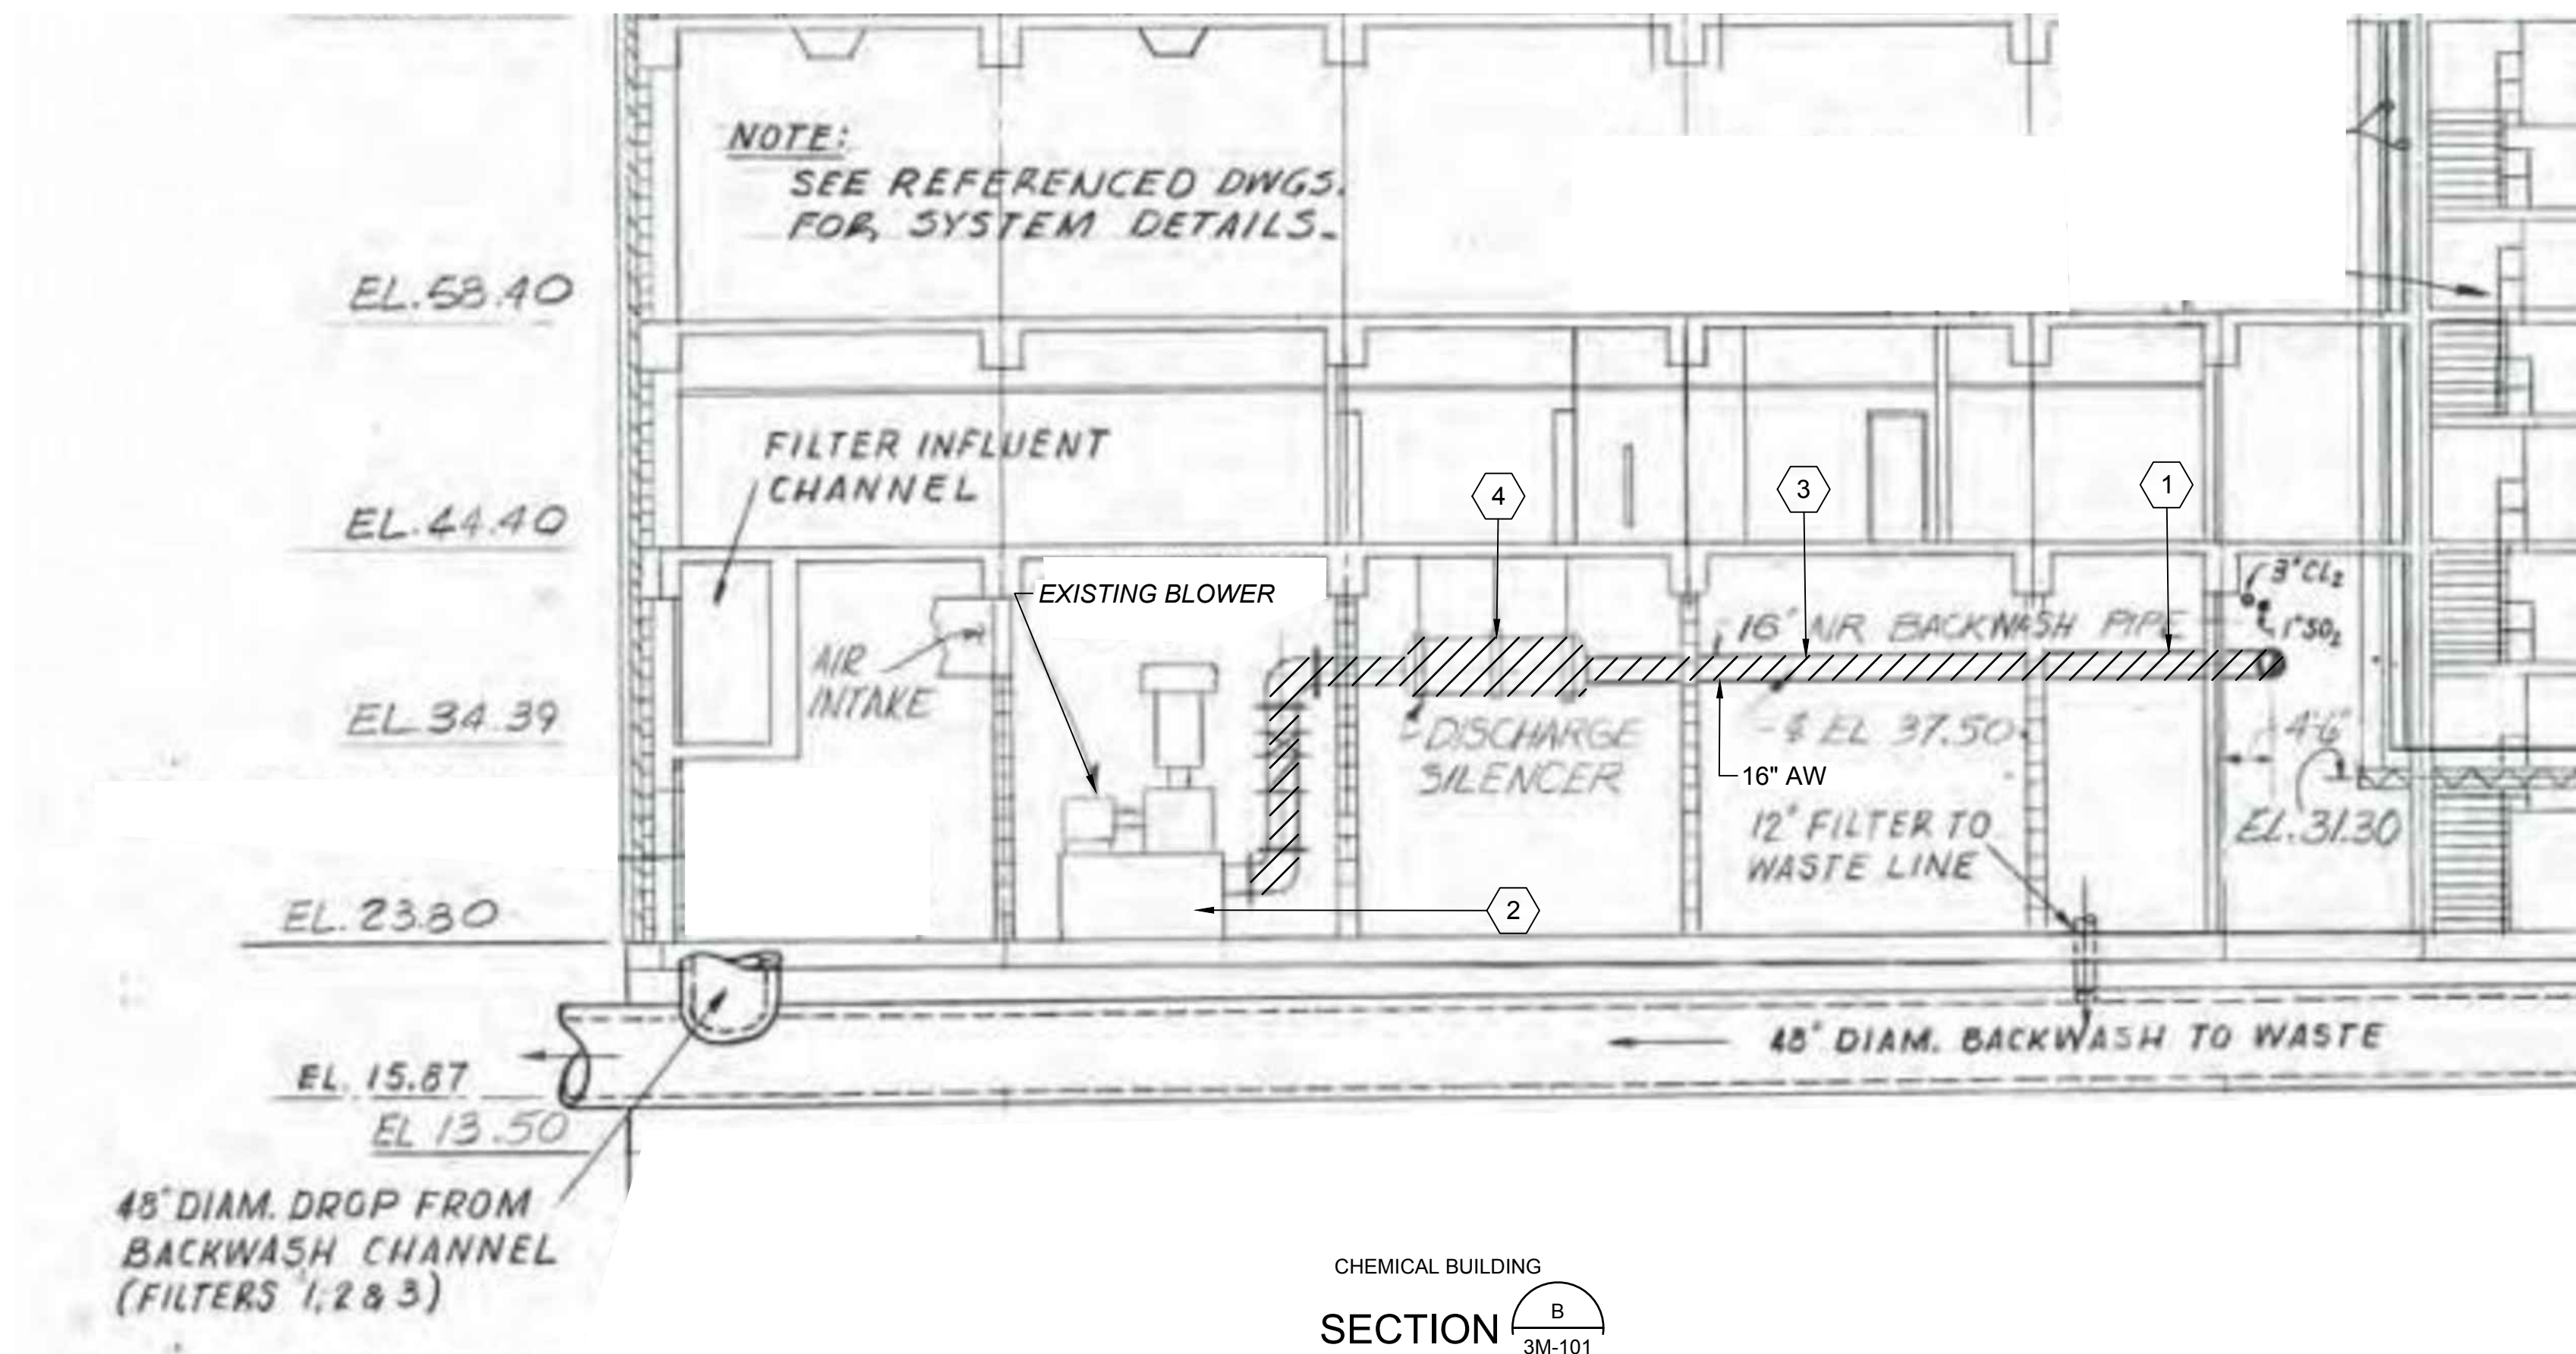 NOTE:
SEE REFERENCED DWGS.
FOR SYSTEM DETAILS.
EL.58.40
FILTER INFLUENT
CHANNEL
EL.44.40
4
3
1
EXISTING BLOWER
3" CL2
1" SO2
16" AIR BACKWASH PIPE
AIR
INTAKE
EL.34.39
DISCHARGE
SILENCER
℄ EL 37.50
4'-6"
16" AW
12" FILTER TO
WASTE LINE
EL.31.30
EL.23.80
2
48" DIAM. BACKWASH TO WASTE
EL. 15.87
EL 13.50
48" DIAM. DROP FROM
BACKWASH CHANNEL
(FILTERS 1, 2 & 3)
CHEMICAL BUILDING
SECTION
B
3M-101